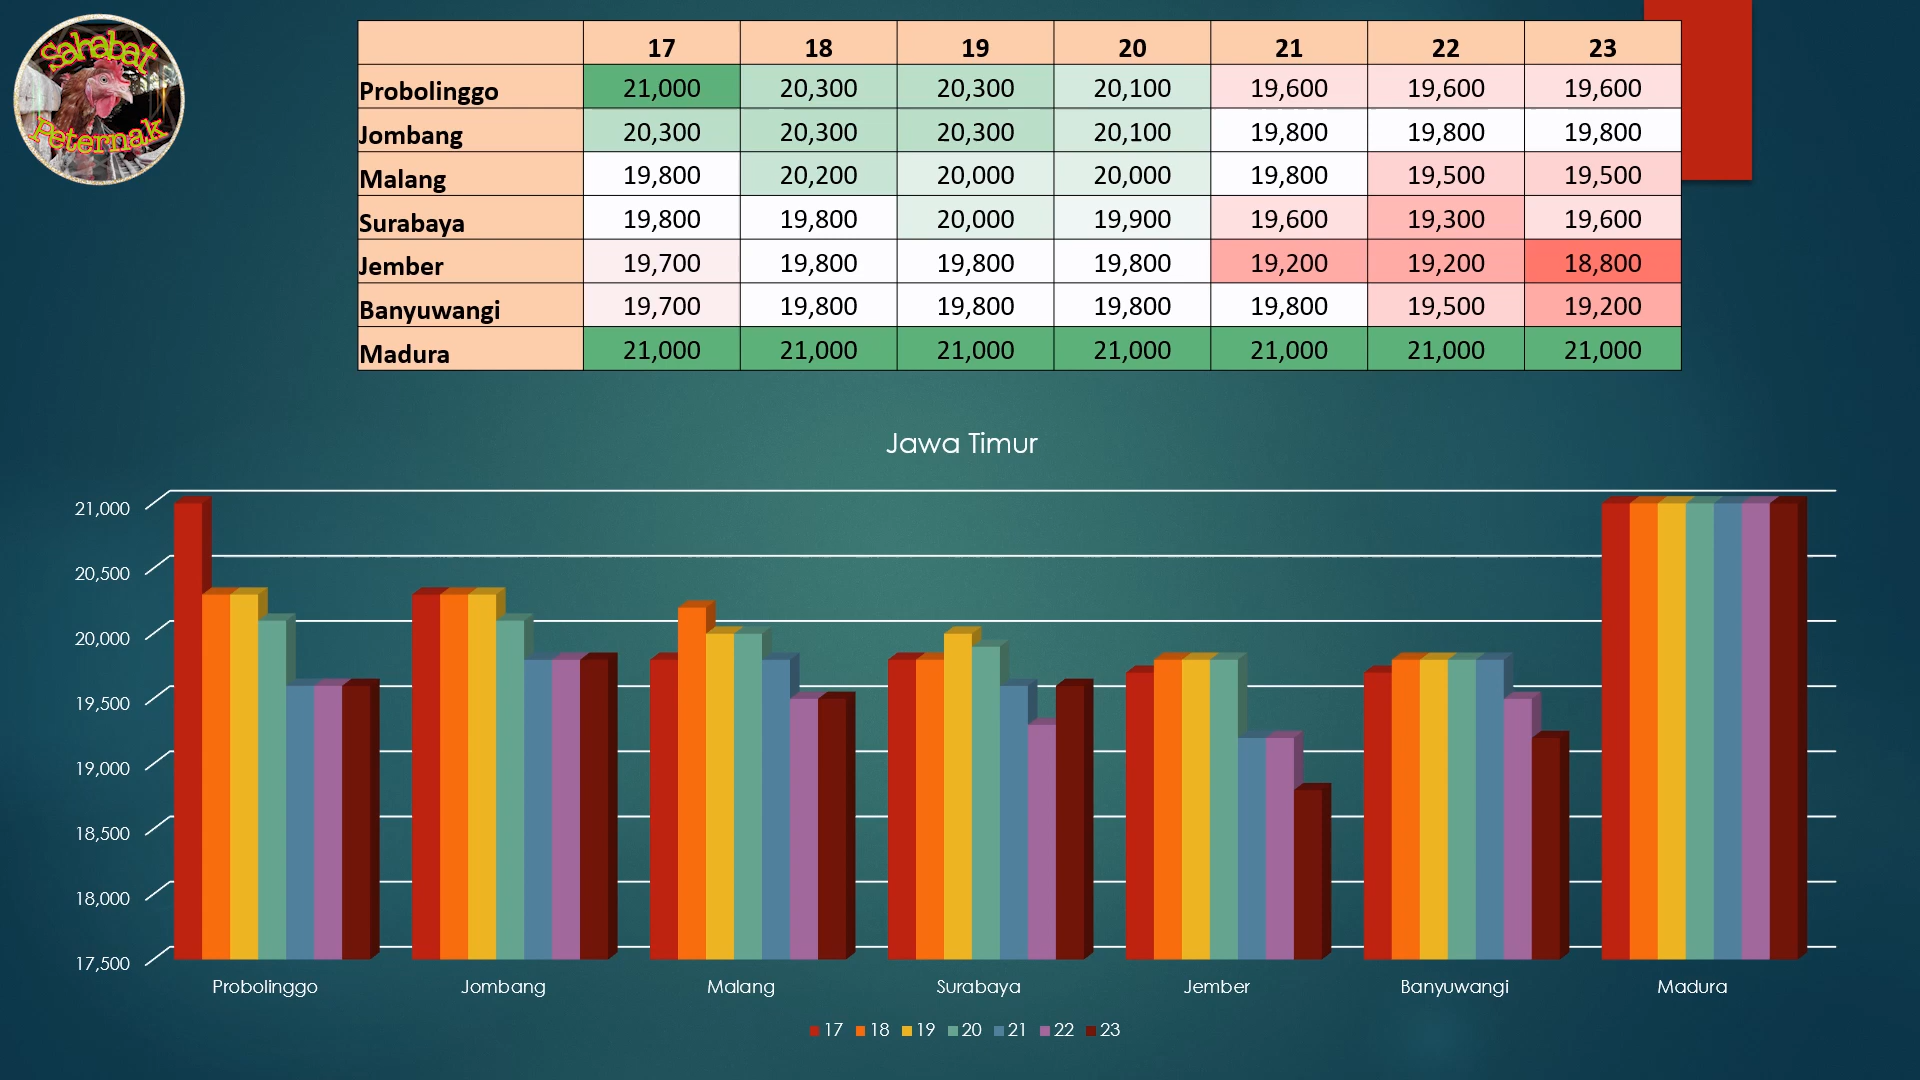 Sahabat
Peternak
17 18 19 20 21 22 23
Probolinggo 21,000 20,300 20,300 20,100 19,600 19,600 19,600
Jombang 20,300 20,300 20,300 20,100 19,800 19,800 19,800
Malang 19,800 20,200 20,000 20,000 19,800 19,500 19,500
Surabaya 19,800 19,800 20,000 19,900 19,600 19,300 19,600
Jember 19,700 19,800 19,800 19,800 19,200 19,200 18,800
Banyuwangi 19,700 19,800 19,800 19,800 19,800 19,500 19,200
Madura 21,000 21,000 21,000 21,000 21,000 21,000 21,000
Jawa Timur
21,000
20,500
20,000
19,500
19,000
18,500
18,000
17,500
Probolinggo Jombang Malang Surabaya Jember Banyuwangi Madura
17 18 19 20 21 22 23